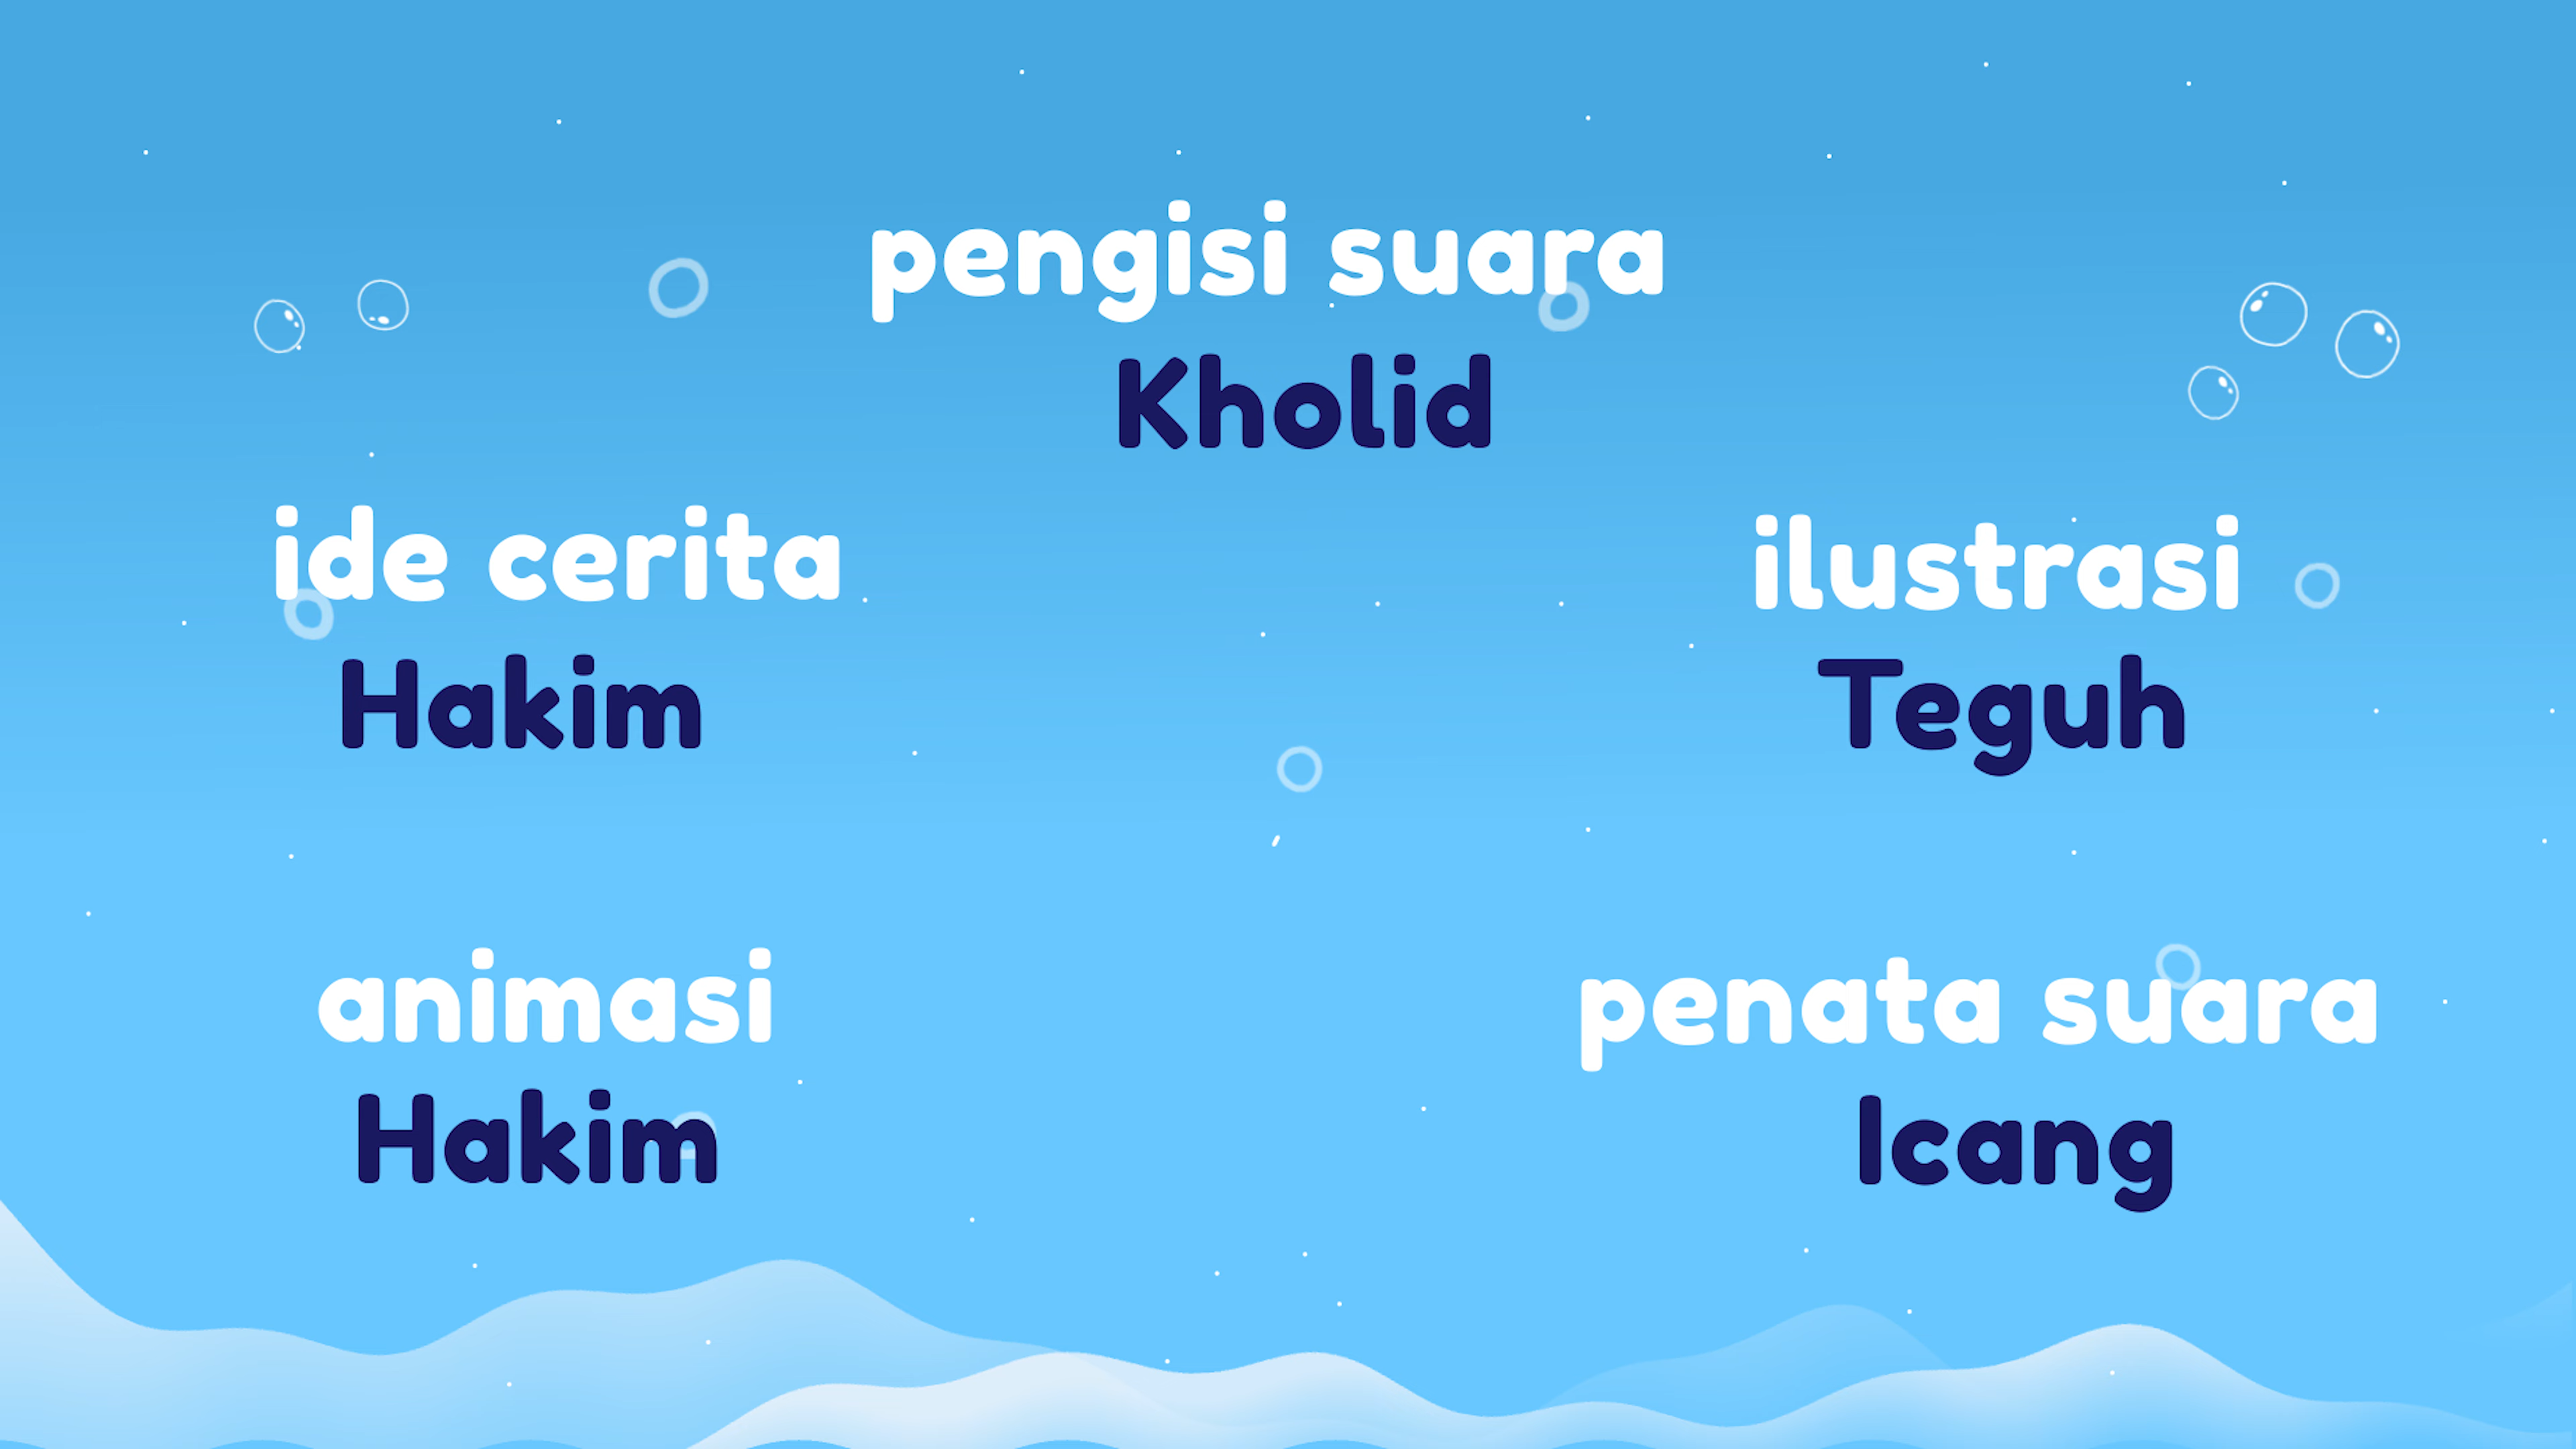 pengisi suara
Kholid
ide cerita
Hakim
ilustrasi
Teguh
animasi
Hakim
penata suara
Icang